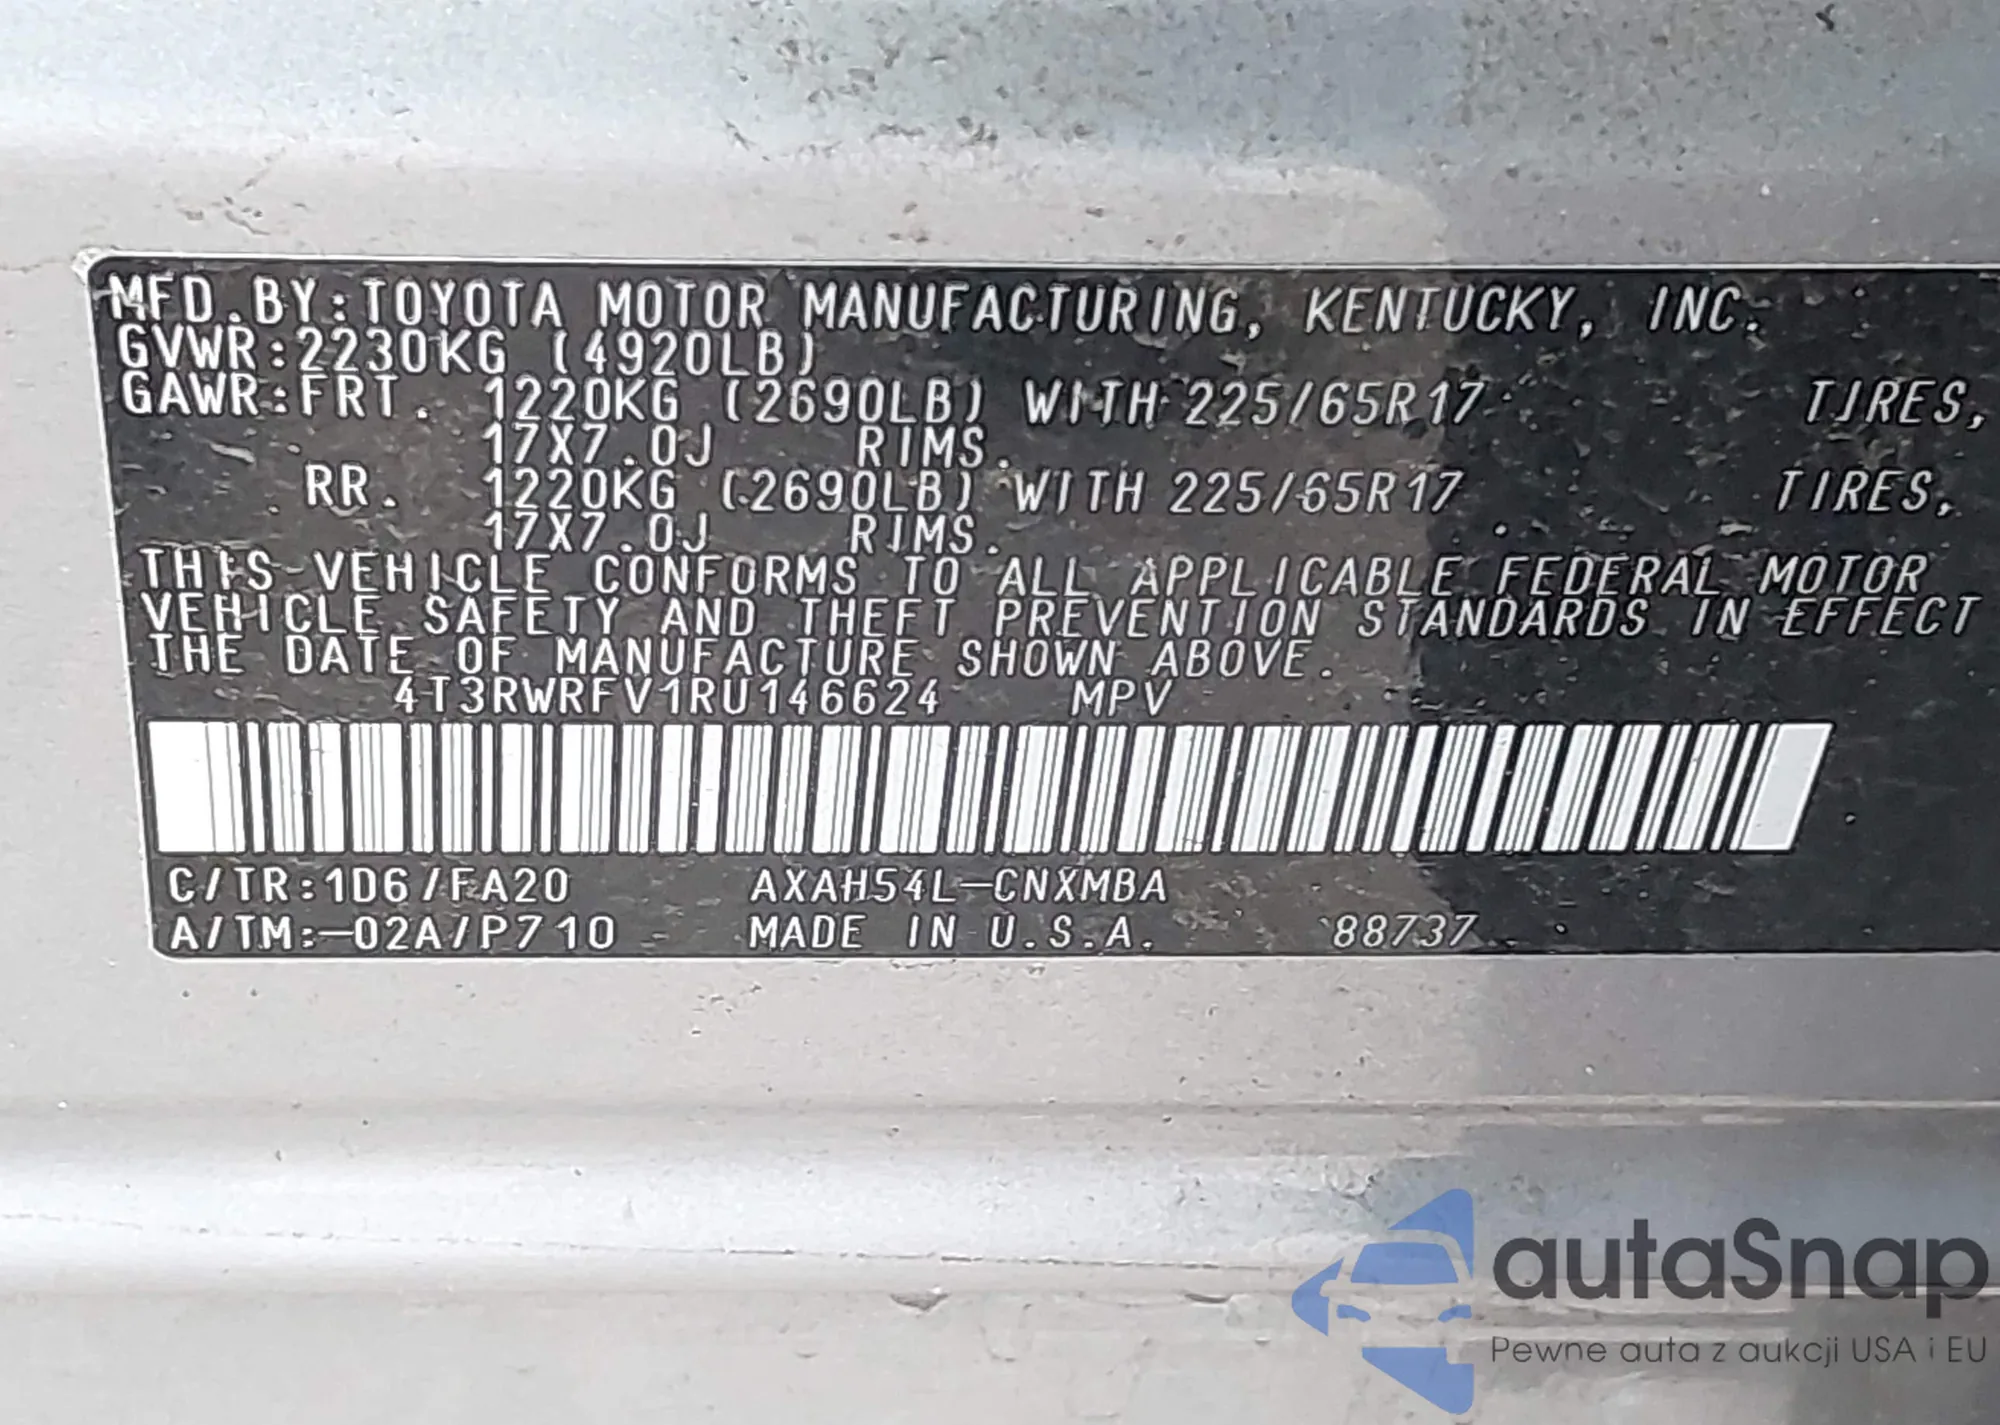 MFD.BY:TOYOTA MOTOR MANUFACTURING, KENTUCKY, INC.
GVWR:2230KG (4920LB)
GAWR:FRT. 1220KG (2690LB) WITH 225/65R17 TIRES,
17X7.0J RIMS.
RR. 1220KG (2690LB) WITH 225/65R17 TIRES,
17X7.0J RIMS.
THIS VEHICLE CONFORMS TO ALL APPLICABLE FEDERAL MOTOR
VEHICLE SAFETY AND THEFT PREVENTION STANDARDS IN EFFECT
THE DATE OF MANUFACTURE SHOWN ABOVE.
4T3RWRFV1RU146624 MPV
C/TR:1D6/FA20 AXAH54L-CNXMBA
A/TM:-02A/P710 MADE IN U.S.A. 88737
autaSnap
Pewne auta z aukcji USA i EU